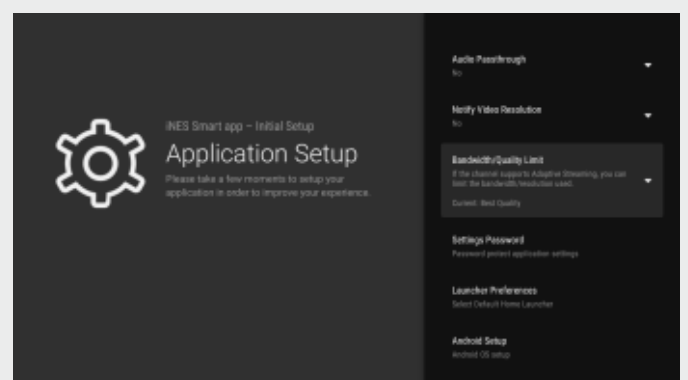 iNES Smart app – Initial Setup
Application Setup
Please take a few moments to setup your
application in order to improve your experience.
Audio Passthrough
No
Notify Video Resolution
No
Bandwidth/Quality Limit
If the channel supports Adaptive Streaming, you can
limit the bandwidth/resolution used.
Current: Best Quality
Settings Password
Password protect application settings
Launcher Preferences
Select Default Home Launcher
Android Setup
Android OS setup